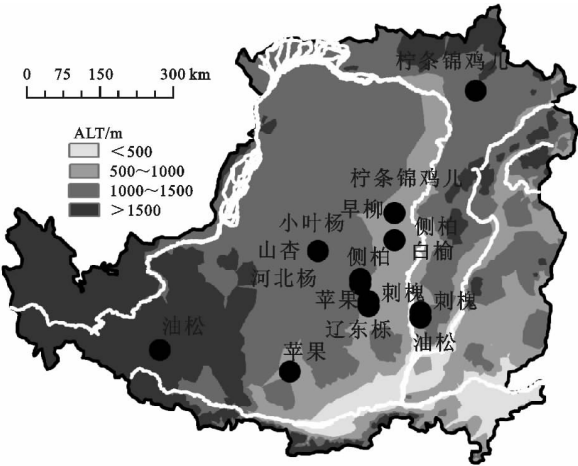 柠条锦鸡儿
0 75 150 300 km
ALT/m
<500
500~1000
1000~1500
>1500
柠条锦鸡儿
旱柳
小叶杨
侧柏
山杏
白榆
侧柏
河北杨
苹果
刺槐
刺槐
辽东栎
油松
油松
苹果